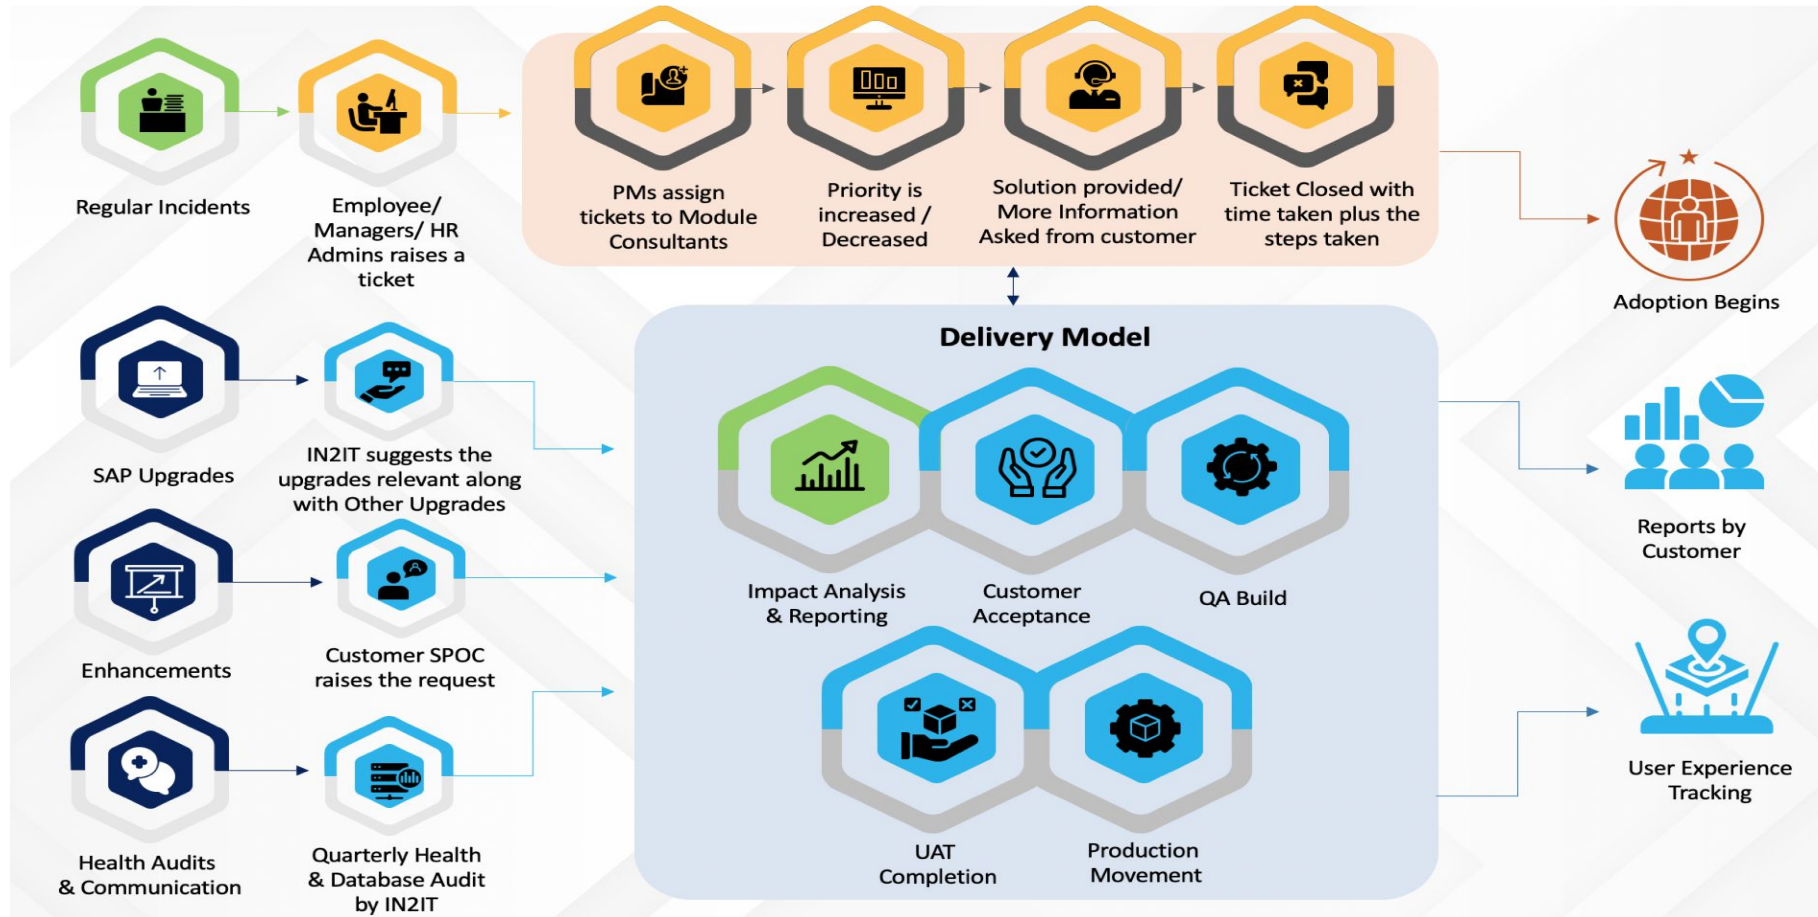 Regular Incidents
Employee/
Managers/ HR
Admins raises a
ticket
PMs assign
tickets to Module
Consultants
Priority is
increased /
Decreased
Solution provided/
More Information
Asked from customer
Ticket Closed with
time taken plus the
steps taken
Adoption Begins
SAP Upgrades
IN2IT suggests the
upgrades relevant along
with Other Upgrades
Enhancements
Customer SPOC
raises the request
Health Audits
& Communication
Quarterly Health
& Database Audit
by IN2IT
Delivery Model
Impact Analysis
& Reporting
Customer
Acceptance
QA Build
UAT
Completion
Production
Movement
Reports by
Customer
User Experience
Tracking